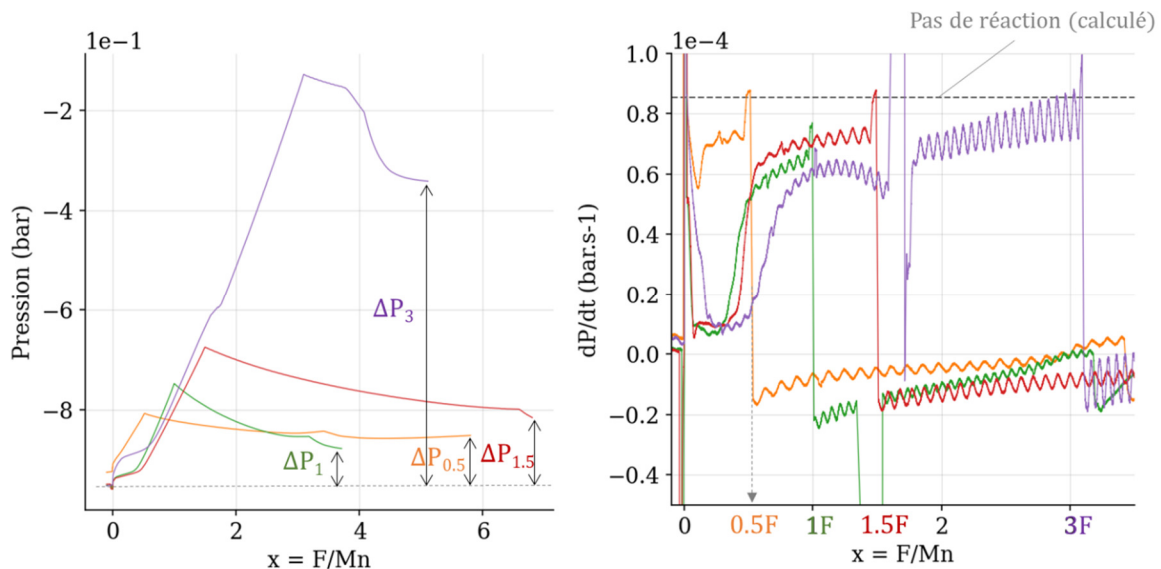 Pas de réaction (calculé)
1e−1
−2
−4
−6
−8
Pression (bar)
ΔP3
ΔP1
ΔP0.5
ΔP1.5
0
2
4
6
x = F/Mn
1e−4
1.0
0.8
0.6
0.4
0.2
0.0
−0.2
−0.4
dP/dt (bar.s-1)
0
0.5F
1F
1.5F
2
3F
x = F/Mn